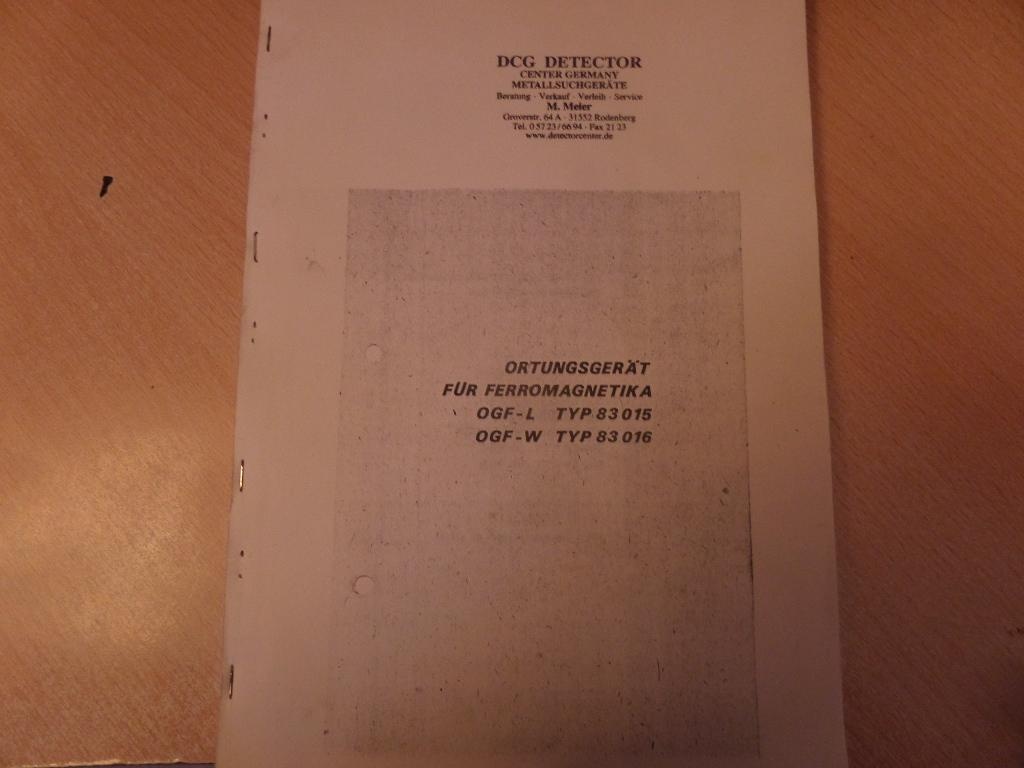 DCG DETECTOR
CENTER GERMANY
METALLSUCHGERÄTE
Beratung · Verkauf · Verleih · Service
M. Meier
Groverstr. 64 A · 31552 Rodenberg
Tel. 0 57 23 / 66 94 · Fax 21 23
www.detectorcenter.de
ORTUNGSGERÄT
FÜR FERROMAGNETIKA
OGF-L TYP 83 015
OGF-W TYP 83 016